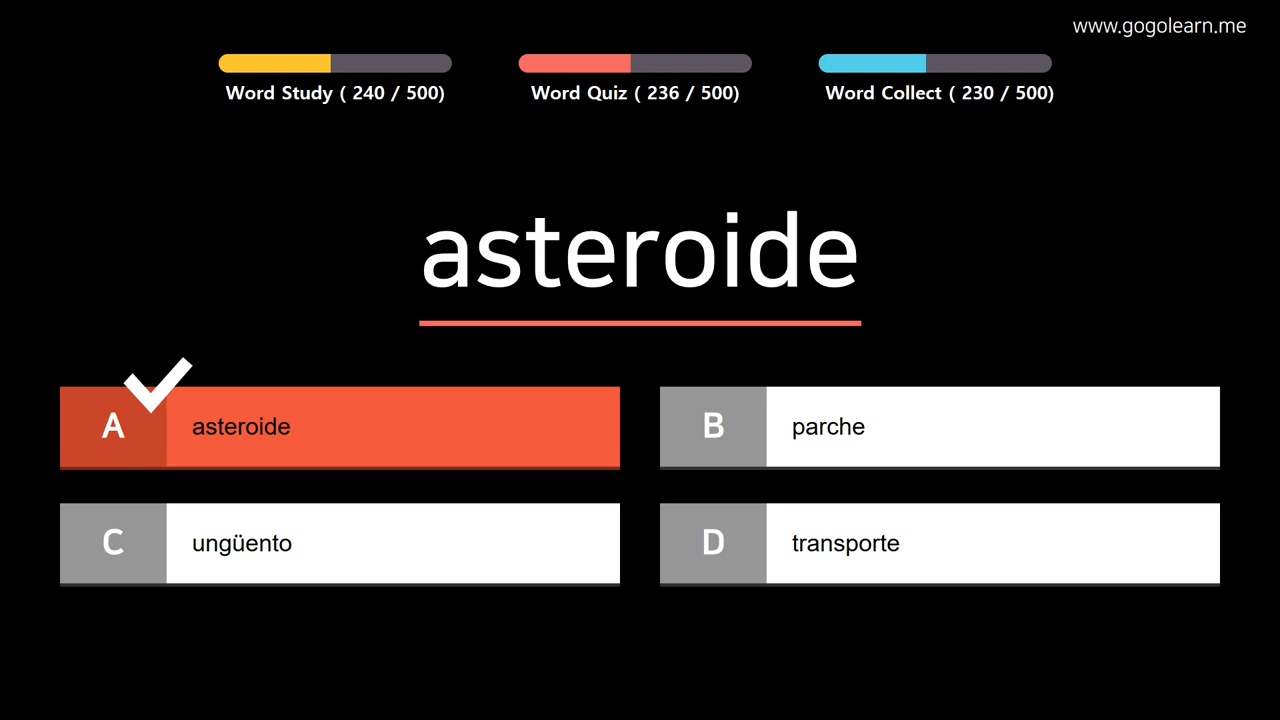 www.gogolearn.me
Word Study ( 240 / 500)
Word Quiz ( 236 / 500)
Word Collect ( 230 / 500)
asteroide
A asteroide
B parche
C ungüento
D transporte